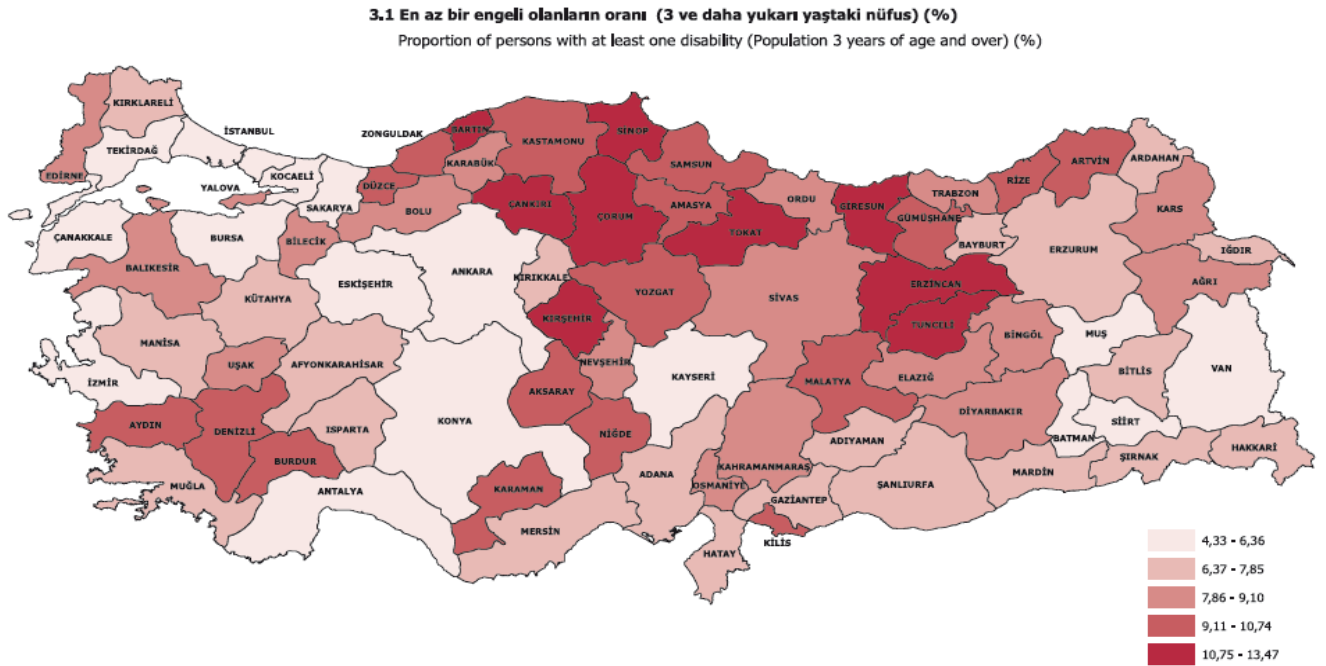 3.1 En az bir engeli olanların oranı (3 ve daha yukarı yaştaki nüfus) (%)
Proportion of persons with at least one disability (Population 3 years of age and over) (%)
KIRKLARELİ
İSTANBUL
ZONGULDAK
BARTIN
SİNOP
KASTAMONU
TEKİRDAĞ
EDİRNE
KOCAELİ
YALOVA
SAKARYA
DÜZCE
KARABÜK
SAMSUN
ARTVİN
ARDAHAN
RİZE
TRABZON
ORDU
GİRESUN
GÜMÜŞHANE
KARS
BOLU
ÇANKIRI
ÇORUM
AMASYA
TOKAT
BAYBURT
ERZURUM
IĞDIR
ÇANAKKALE
BURSA
BİLECİK
BALIKESİR
ESKİŞEHİR
ANKARA
KIRIKKALE
YOZGAT
SİVAS
ERZİNCAN
AĞRI
KÜTAHYA
KIRŞEHİR
TUNCELİ
BİNGÖL
MUŞ
MANİSA
UŞAK
AFYONKARAHİSAR
NEVŞEHİR
KAYSERİ
MALATYA
ELAZIĞ
BİTLİS
VAN
İZMİR
AKSARAY
KONYA
DİYARBAKIR
SİİRT
AYDIN
DENİZLİ
ISPARTA
NİĞDE
ADIYAMAN
BATMAN
BURDUR
KAHRAMANMARAŞ
MARDİN
ŞIRNAK
HAKKARİ
MUĞLA
ANTALYA
KARAMAN
ADANA
OSMANİYE
GAZİANTEP
ŞANLIURFA
MERSİN
HATAY
KİLİS
4,33 - 6,36
6,37 - 7,85
7,86 - 9,10
9,11 - 10,74
10,75 - 13,47